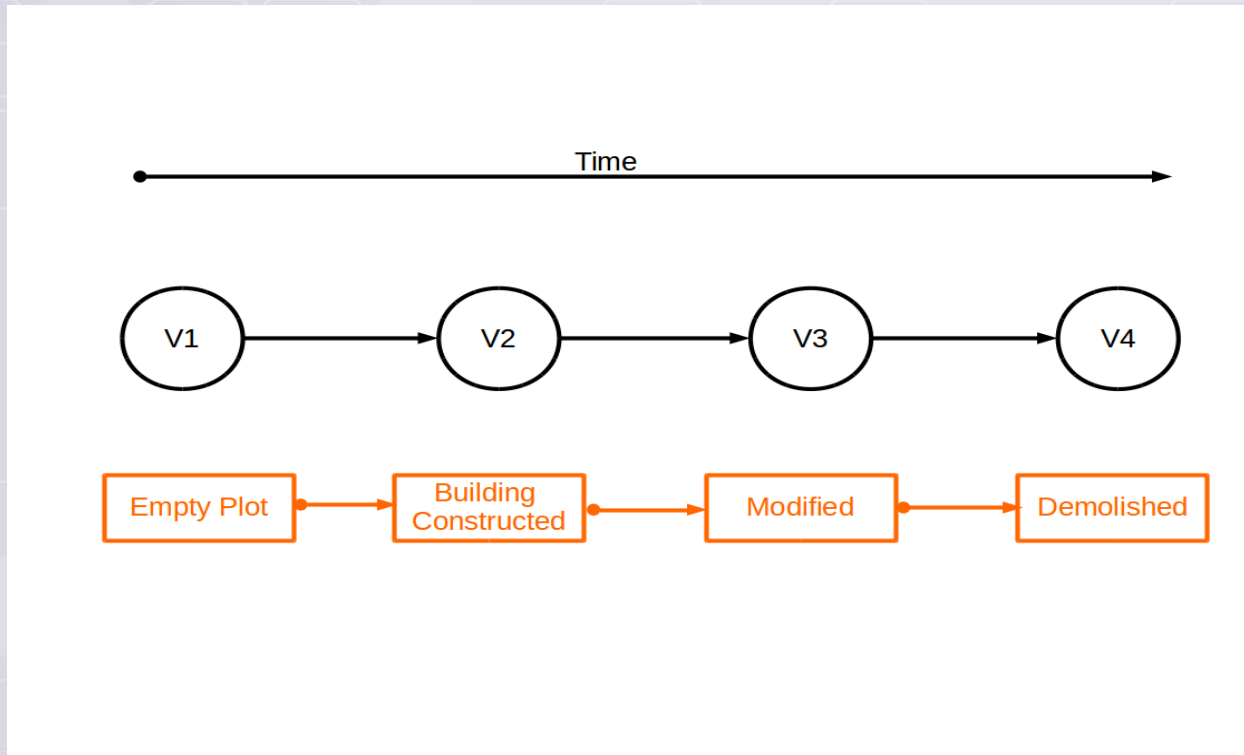 Time
V1
V2
V3
V4
Empty Plot
Building
Constructed
Modified
Demolished